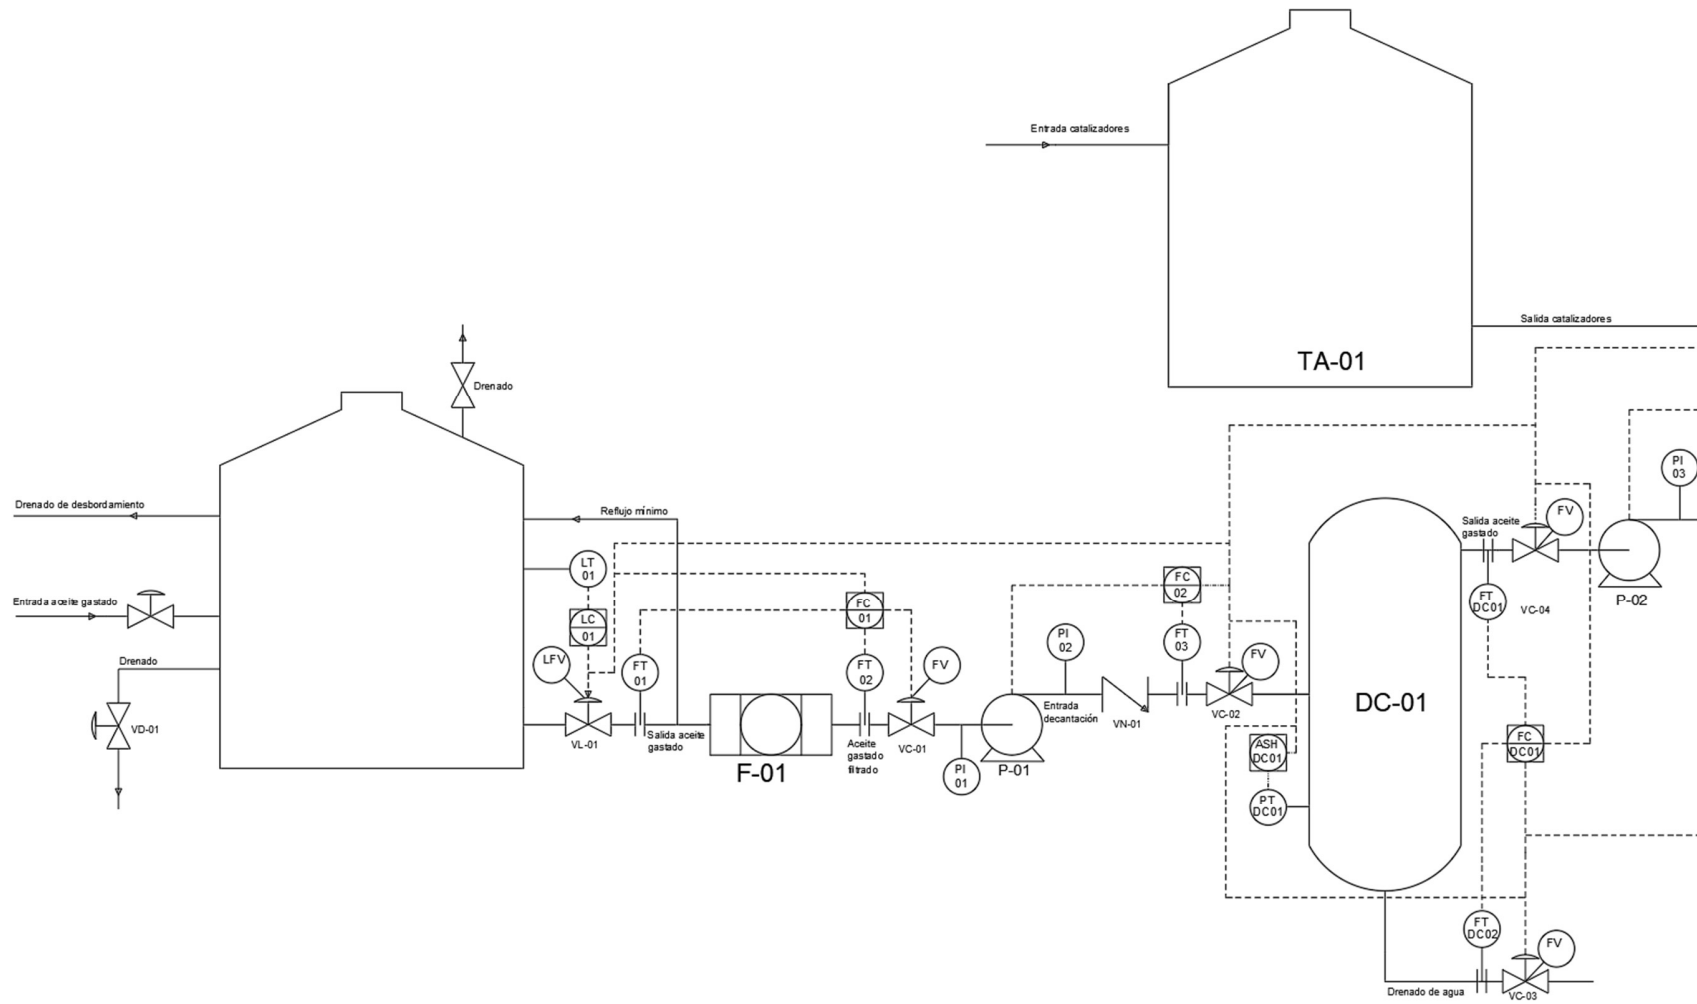 Entrada catalizadores
Salida catalizadores
TA-01
Drenado
Drenado de desbordamiento
Reflujo mínimo
PI
03
Salida aceite
gastado
FV
LT
01
FC
02
Entrada aceite gastado
FT
DC01
VC-04
P-02
LC
01
FC
01
PI
02
FT
03
Drenado
LFV
FT
01
FT
02
FV
FV
DC-01
Entrada
decantación
VN-01
VC-02
VD-01
VL-01
Salida aceite
gastado
Aceite
gastado
filtrado
VC-01
ASH
DC01
FC
DC01
F-01
PI
01
P-01
PT
DC01
FT
DC02
FV
Drenado de agua
VC-03